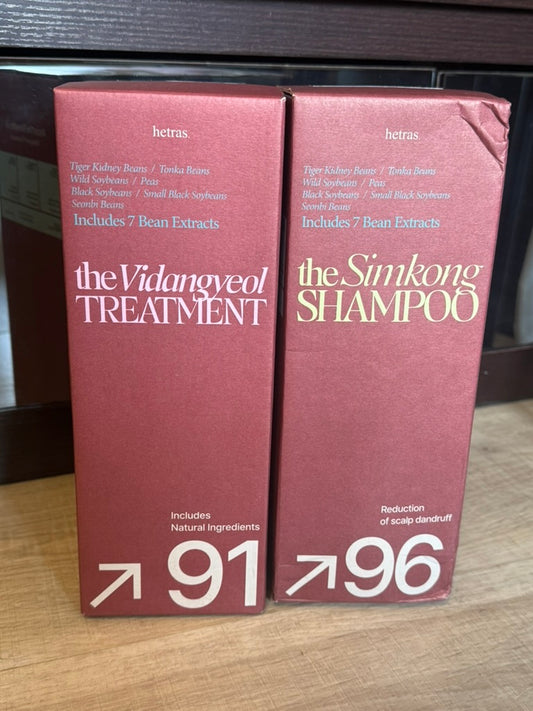 hetras.
Tiger Kidney Beans / Tonka Beans
Wild Soybeans / Peas
Black Soybeans / Small Black Soybeans
Seonbi Beans
Includes 7 Bean Extracts
the Vidangyeol
TREATMENT
Includes
Natural Ingredients
↗91
hetras.
Tiger Kidney Beans / Tonka Beans
Wild Soybeans / Peas
Black Soybeans / Small Black Soybeans
Seonbi Beans
Includes 7 Bean Extracts
the Simkong
SHAMPOO
Reduction
of scalp dandruff
↗96